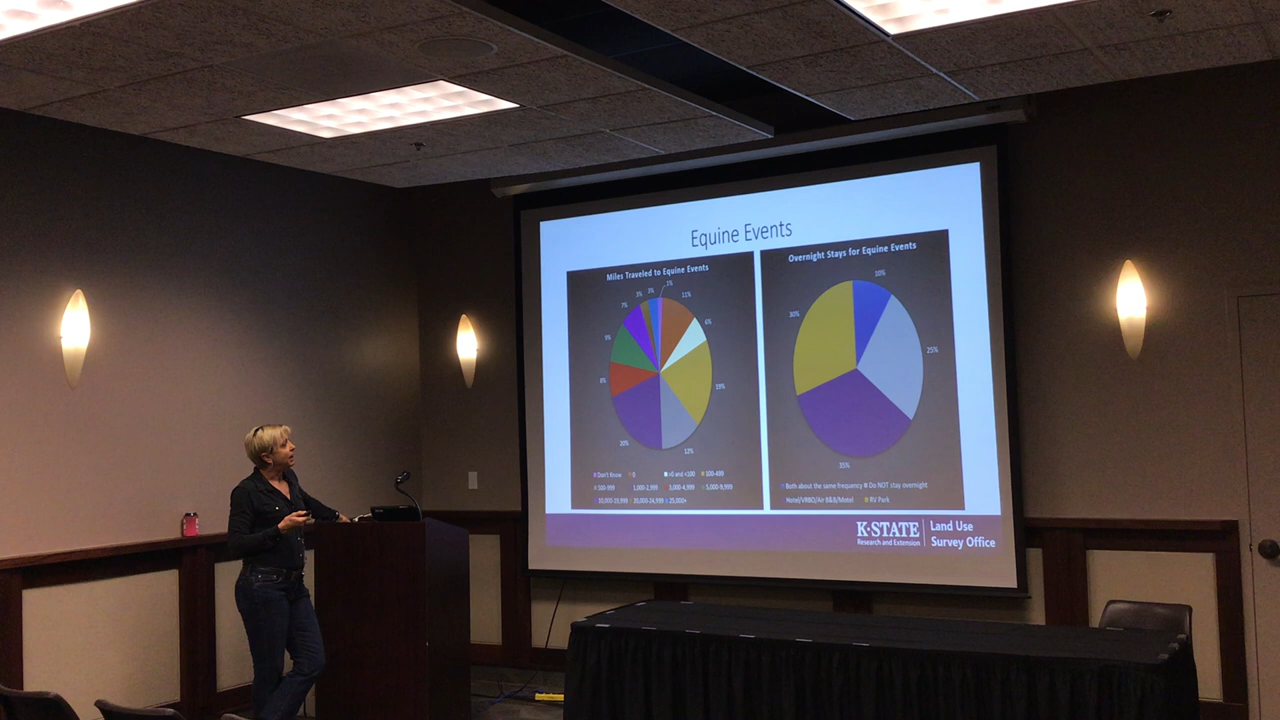 Equine Events
Miles Traveled to Equine Events
1%
3%
3%
7%
11%
6%
9%
8%
19%
20%
12%
Don't Know
0
>0 and <100
100-499
500-999
1,000-2,999
3,000-4,999
5,000-9,999
10,000-19,999
20,000-24,999
25,000+
Overnight Stays for Equine Events
10%
30%
25%
35%
Both about the same frequency
Do NOT stay overnight
Hotel/VRBO/Air B&B/Motel
RV Park
K·STATE
Research and Extension
Land Use
Survey Office